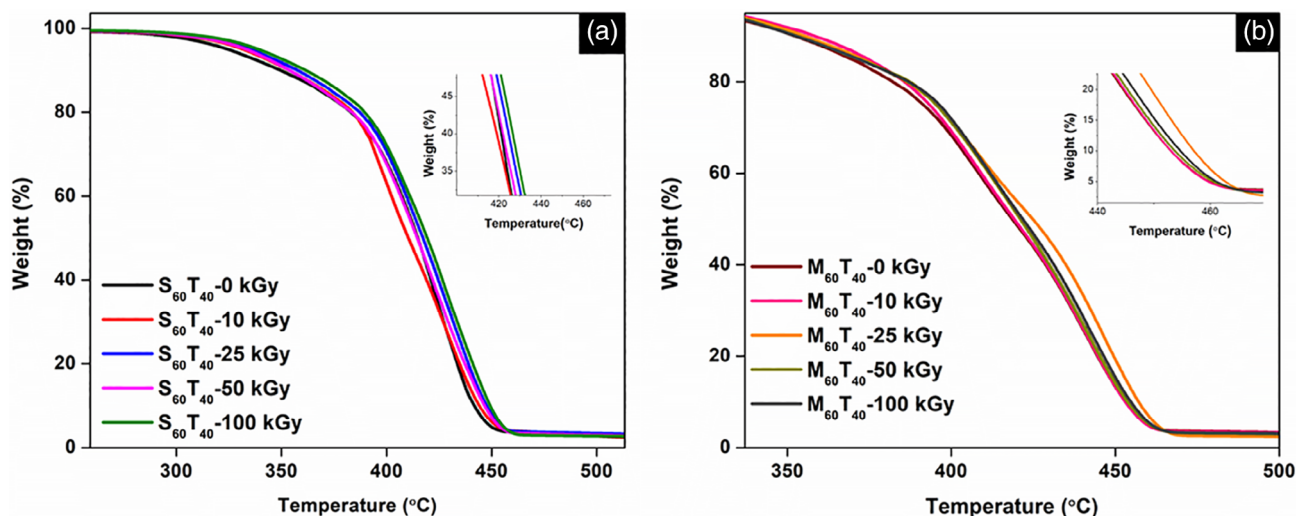 (a)
100
80
60
40
20
0
Weight (%)
300
350
400
450
500
Temperature (°C)
S60T40-0 kGy
S60T40-10 kGy
S60T40-25 kGy
S60T40-50 kGy
S60T40-100 kGy
45
40
35
Weight (%)
420
440
460
Temperature(°C)
(b)
80
60
40
20
0
Weight (%)
350
400
450
500
Temperature (°C)
M60T40-0 kGy
M60T40-10 kGy
M60T40-25 kGy
M60T40-50 kGy
M60T40-100 kGy
20
15
10
5
Weight (%)
440
460
Temperature (°C)